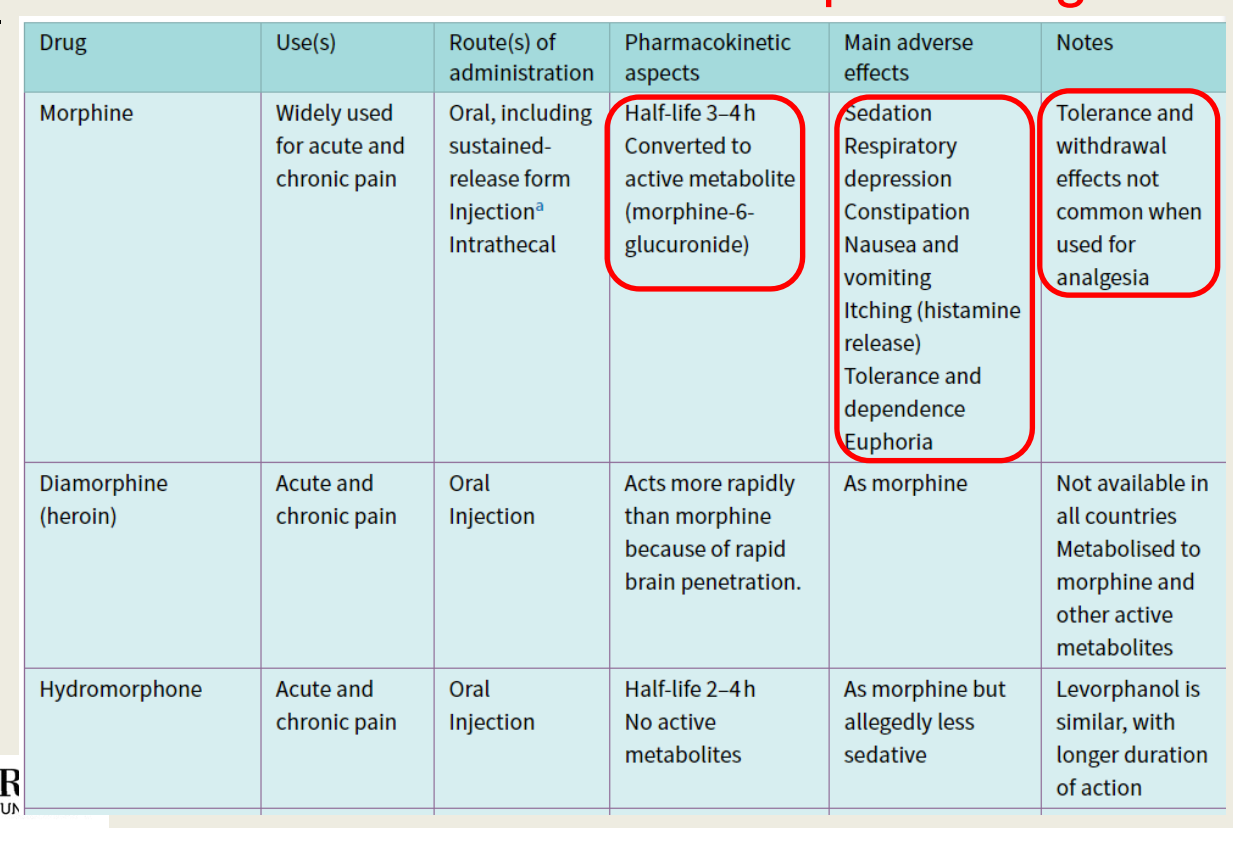 Drug
Use(s)
Route(s) of
administration
Pharmacokinetic
aspects
Main adverse
effects
Notes
Morphine
Widely used
for acute and
chronic pain
Oral, including
sustained-
release form
Injectionᵃ
Intrathecal
Half-life 3–4 h
Converted to
active metabolite
(morphine-6-
glucuronide)
Sedation
Respiratory
depression
Constipation
Nausea and
vomiting
Itching (histamine
release)
Tolerance and
dependence
Euphoria
Tolerance and
withdrawal
effects not
common when
used for
analgesia
Diamorphine
(heroin)
Acute and
chronic pain
Oral
Injection
Acts more rapidly
than morphine
because of rapid
brain penetration.
As morphine
Not available in
all countries
Metabolised to
morphine and
other active
metabolites
Hydromorphone
Acute and
chronic pain
Oral
Injection
Half-life 2–4 h
No active
metabolites
As morphine but
allegedly less
sedative
Levorphanol is
similar, with
longer duration
of action
R
UN